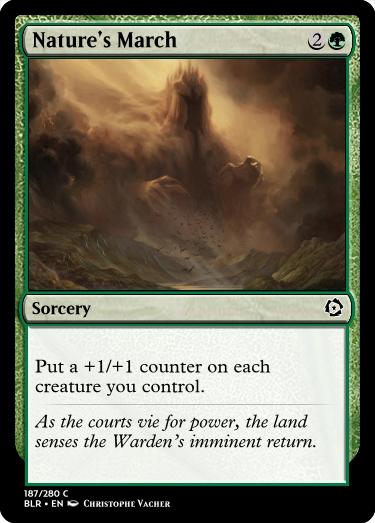 Nature's March 2
Sorcery
Put a +1/+1 counter on each
creature you control.
As the courts vie for power, the land
senses the Warden's imminent return.
187/280 C
BLR • EN Christophe Vacher